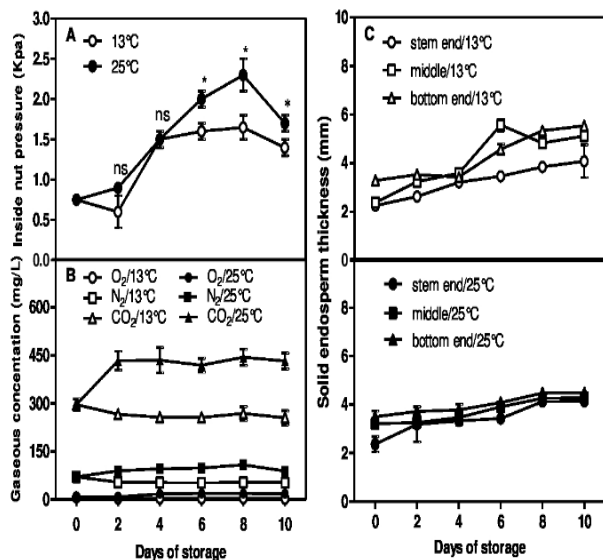 A
13°C
25°C
Inside nut pressure (Kpa)
3.0
2.5
2.0
1.5
1.0
0.5
0.0
ns
ns
*
*
*
B
O2/13°C
O2/25°C
N2/13°C
N2/25°C
CO2/13°C
CO2/25°C
Gaseous concentration (mg/L)
600
450
300
150
0
0 2 4 6 8 10
Days of storage
C
stem end/13°C
middle/13°C
bottom end/13°C
Solid endosperm thickness (mm)
8
6
4
2
stem end/25°C
middle/25°C
bottom end/25°C
8
6
4
2
0
0 2 4 6 8 10
Days of storage